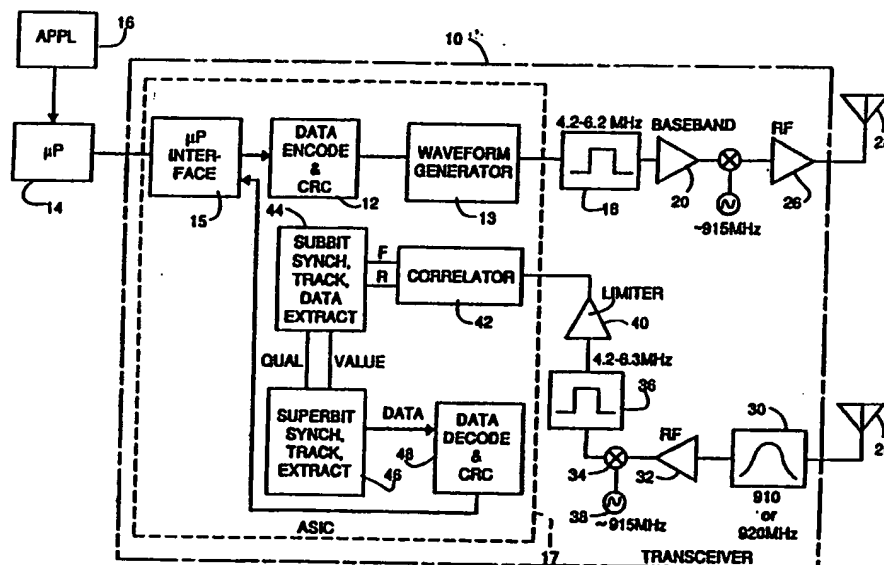 APPL
16
10
µP
14
µP
INTER-
FACE
15
DATA
ENCODE
&
CRC
12
WAVEFORM
GENERATOR
13
4.2-6.2 MHz
BASEBAND
20
~915MHz
RF
26
44
SUBBIT
SYNCH,
TRACK,
DATA
EXTRACT
F
R
CORRELATOR
42
LIMITER
40
QUAL
VALUE
4.2-6.3MHz
36
SUPERBIT
SYNCH,
TRACK,
EXTRACT
46
DATA
48
DATA
DECODE
&
CRC
34
38
~915MHz
RF
32
30
910
or
920MHz
ASIC
17
TRANSCEIVER